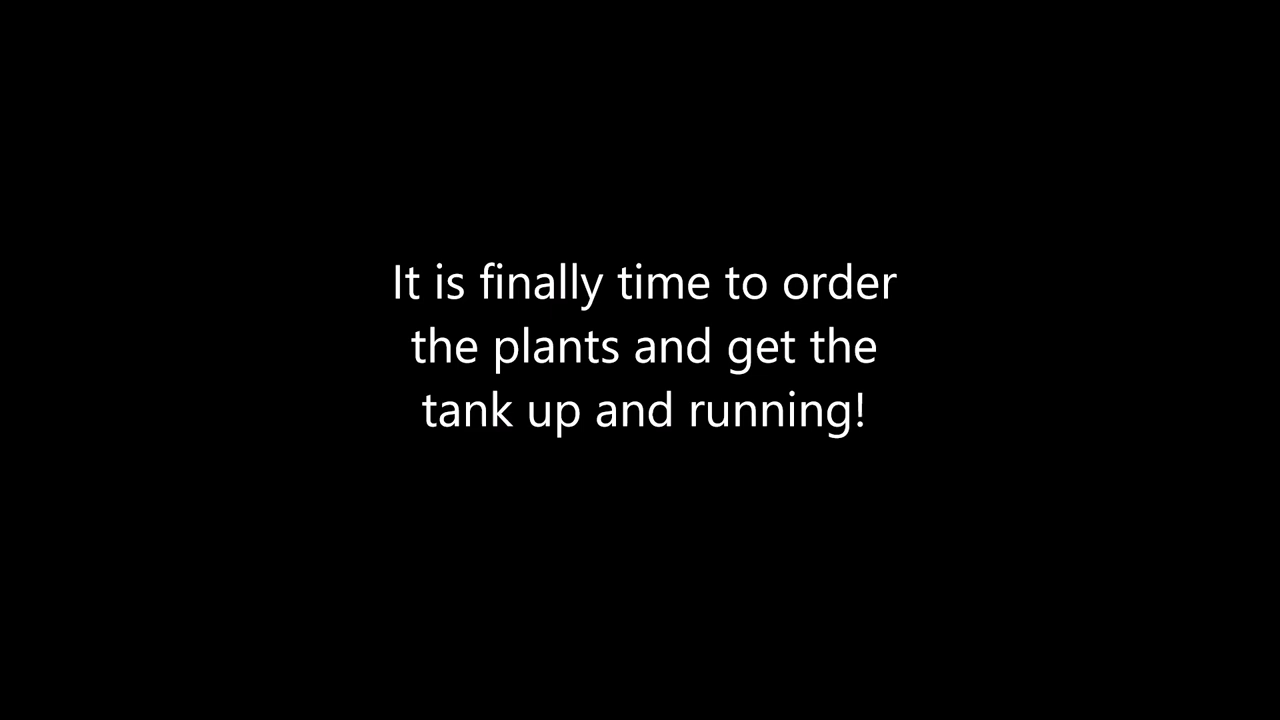 It is finally time to order
the plants and get the
tank up and running!